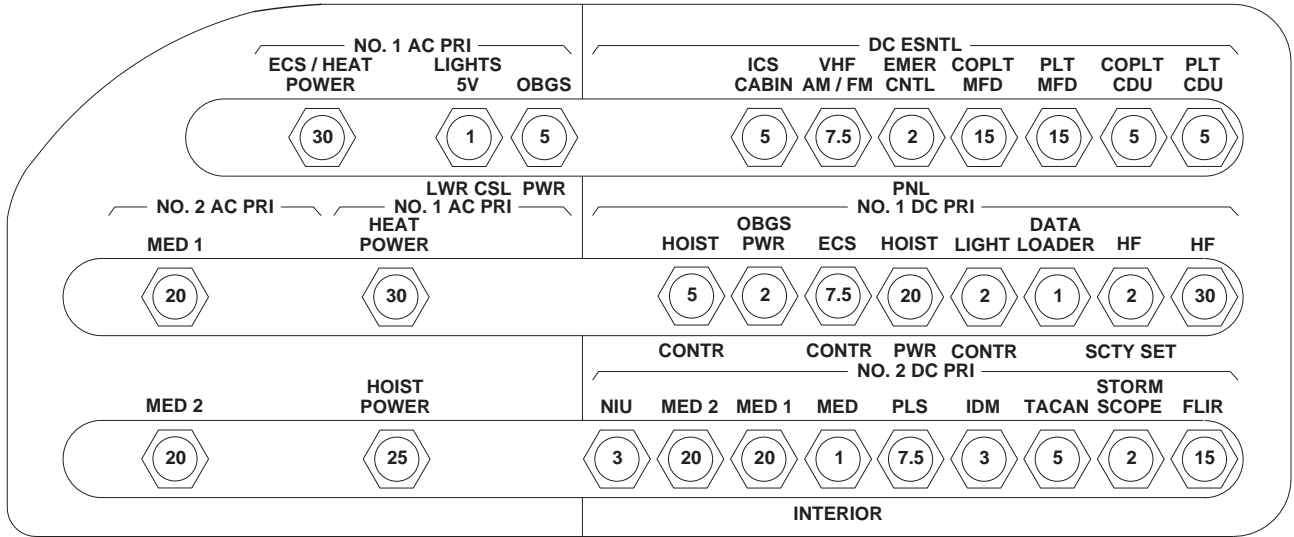 NO. 1 AC PRI DC ESNTL
ECS / HEAT LIGHTS ICS VHF EMER COPLT PLT COPLT PLT
POWER 5V OBGS CABIN AM / FM CNTL MFD MFD CDU CDU
30 1 5 5 7.5 2 15 15 5 5
LWR CSL PWR PNL
NO. 2 AC PRI NO. 1 AC PRI NO. 1 DC PRI
HEAT OBGS DATA
MED 1 POWER HOIST PWR ECS HOIST LIGHT LOADER HF HF
20 30 5 2 7.5 20 2 1 2 30
CONTR CONTR PWR CONTR SCTY SET
NO. 2 DC PRI
HOIST STORM
MED 2 POWER NIU MED 2 MED 1 MED PLS IDM TACAN SCOPE FLIR
20 25 3 20 20 1 7.5 3 5 2 15
INTERIOR